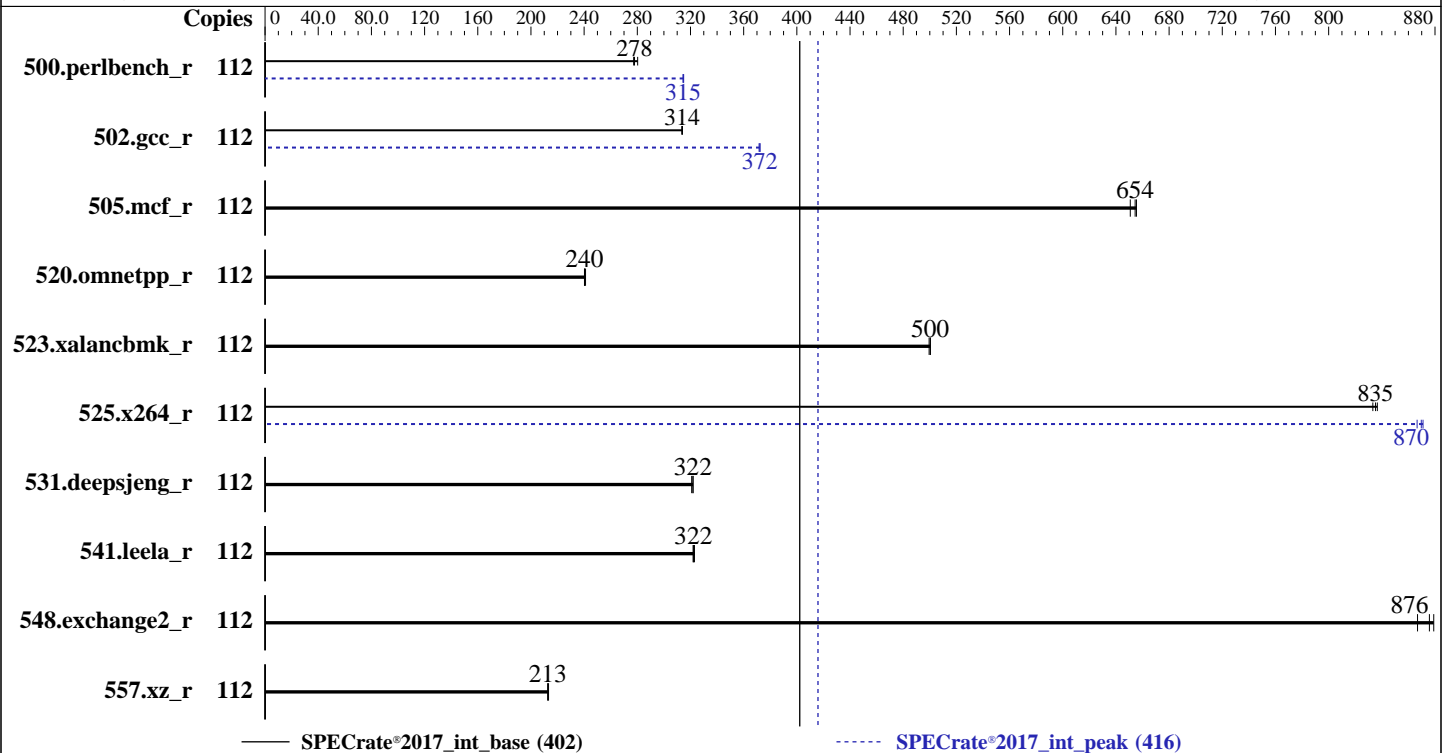 Copies 0 40.0 80.0 120 160 200 240 280 320 360 400 440 480 520 560 600 640 680 720 760 800 880
278
500.perlbench_r 112
315
314
502.gcc_r 112
372
654
505.mcf_r 112
240
520.omnetpp_r 112
500
523.xalancbmk_r 112
835
525.x264_r 112
870
322
531.deepsjeng_r 112
322
541.leela_r 112
876
548.exchange2_r 112
213
557.xz_r 112
SPECrate®2017_int_base (402) SPECrate®2017_int_peak (416)